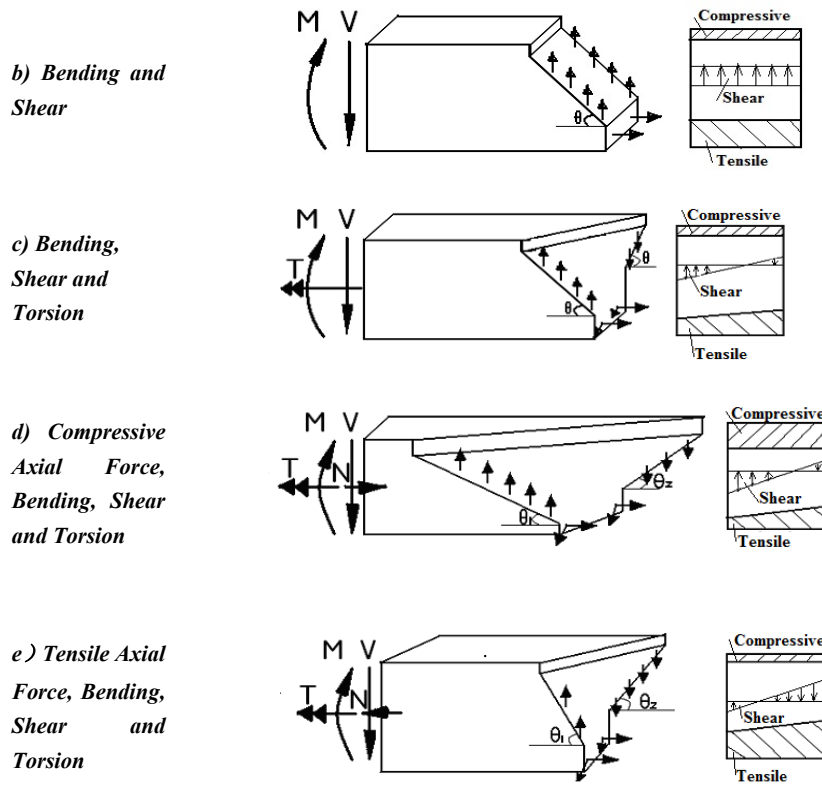 b) Bending and
Shear
M V
θ
Compressive
Shear
Tensile
c) Bending,
Shear and
Torsion
M V
T
θ
θ
Compressive
Shear
Tensile
d) Compressive
Axial Force,
Bending, Shear
and Torsion
M V
T N
θ₁
θ₂
Compressive
Shear
Tensile
e) Tensile Axial
Force, Bending,
Shear and
Torsion
M V
T N
θ₁
θ₂
Compressive
Shear
Tensile